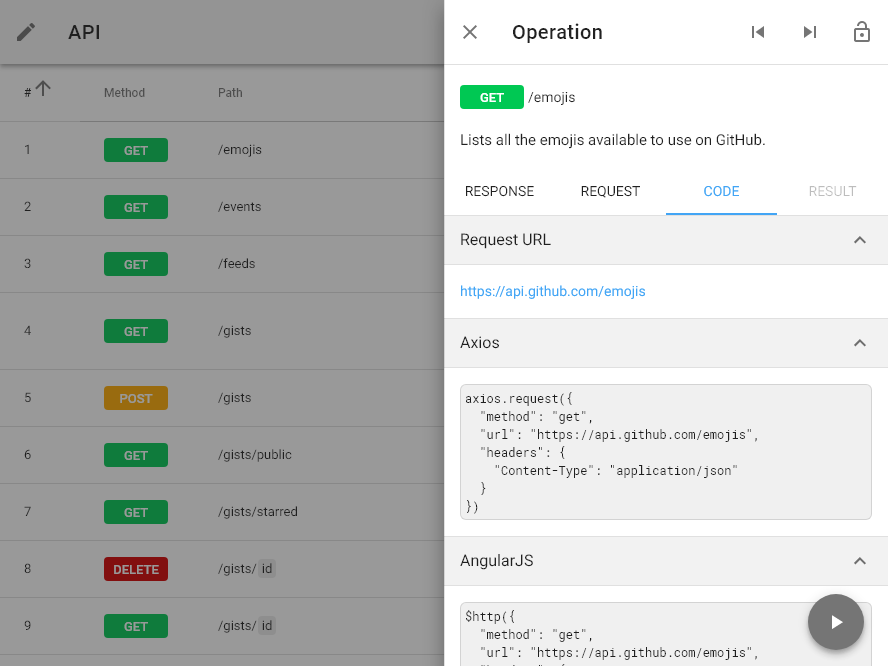 API
# Method Path
1 GET /emojis
2 GET /events
3 GET /feeds
4 GET /gists
5 POST /gists
6 GET /gists/public
7 GET /gists/starred
8 DELETE /gists/ id
9 GET /gists/ id
Operation
GET /emojis
Lists all the emojis available to use on GitHub.
RESPONSE REQUEST CODE RESULT
Request URL
https://api.github.com/emojis
Axios
axios.request({
  "method": "get",
  "url": "https://api.github.com/emojis",
  "headers": {
    "Content-Type": "application/json"
  }
})
AngularJS
$http({
  "method": "get",
  "url": "https://api.github.com/emojis",